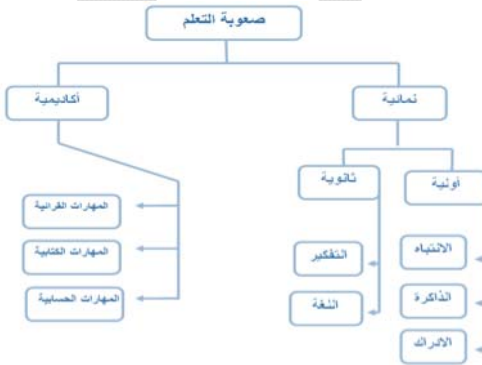 صعوبة التعلم
نمائية
أكاديمية
أولية
ثانوية
الانتباه
الذاكرة
الادراك
التفكير
اللغة
المهارات القرائية
المهارات الكتابية
المهارات الحسابية